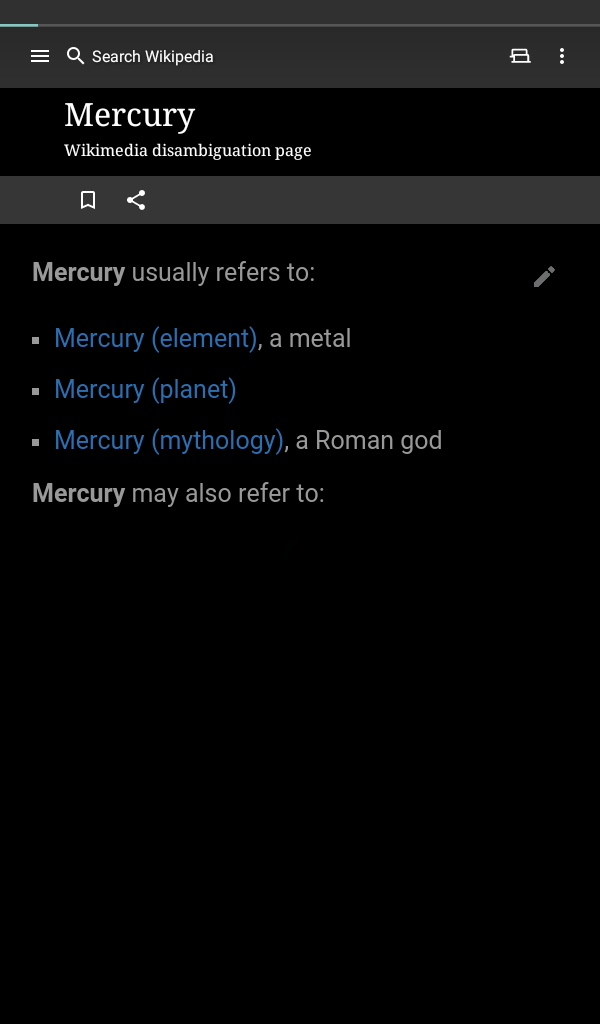 Search Wikipedia
Mercury
Wikimedia disambiguation page
Mercury usually refers to:
Mercury (element), a metal
Mercury (planet)
Mercury (mythology), a Roman god
Mercury may also refer to: